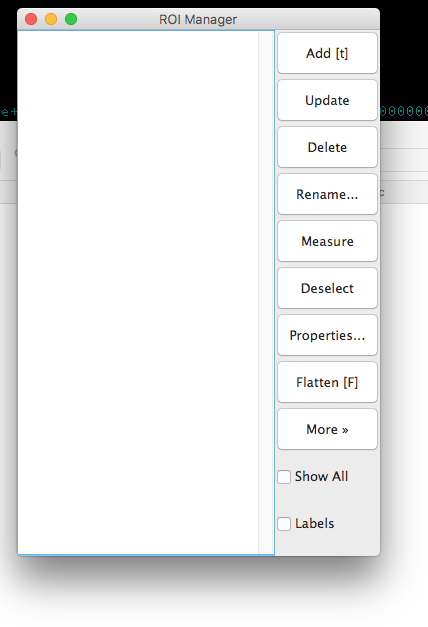 ROI Manager
Add [t]
Update
Delete
Rename...
Measure
Deselect
Properties...
Flatten [F]
More »
Show All
Labels